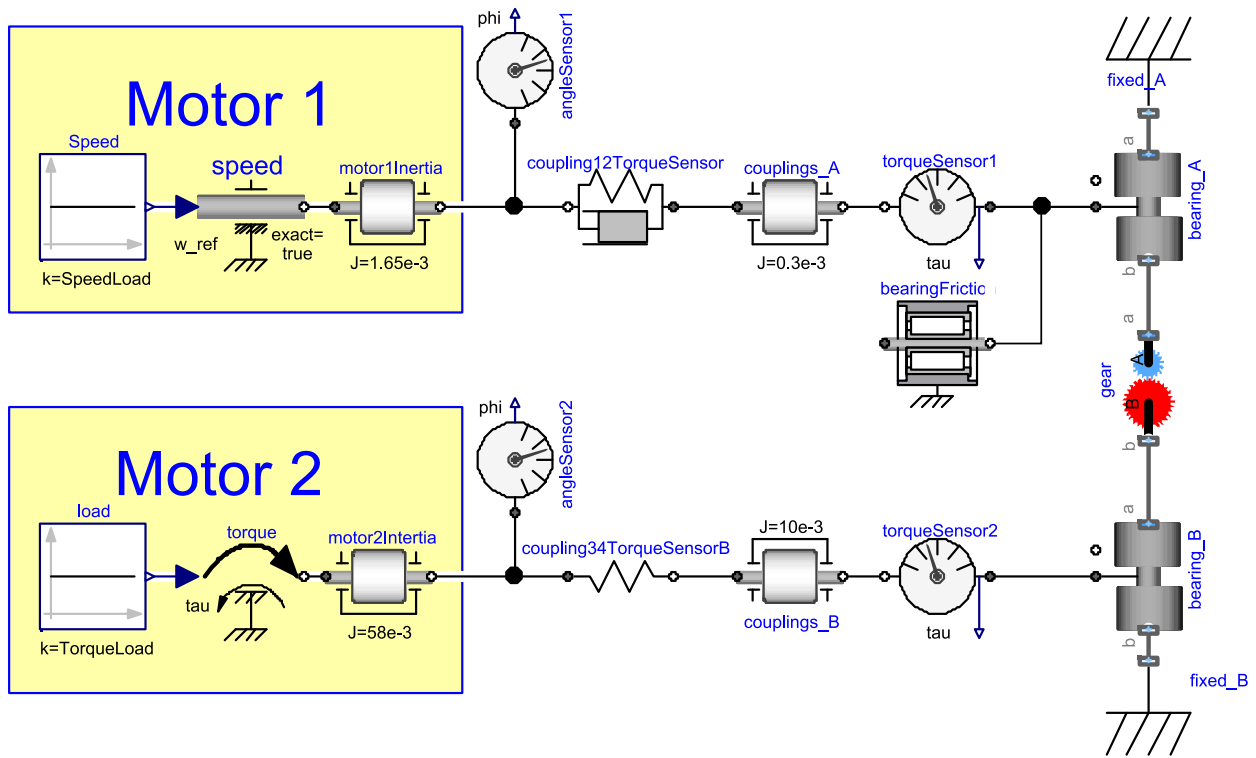 Motor 1
Speed
k=SpeedLoad
speed
w_ref
exact=
true
motor1Inertia
J=1.65e-3
phi
angleSensor1
coupling12TorqueSensor
couplings_A
J=0.3e-3
torqueSensor1
tau
bearingFrictio
fixed_A
a
bearing_A
b
a
A
gear
B
b
a
bearing_B
b
fixed_B
Motor 2
load
k=TorqueLoad
torque
tau
motor2Intertia
J=58e-3
phi
angleSensor2
coupling34TorqueSensorB
J=10e-3
couplings_B
torqueSensor2
tau